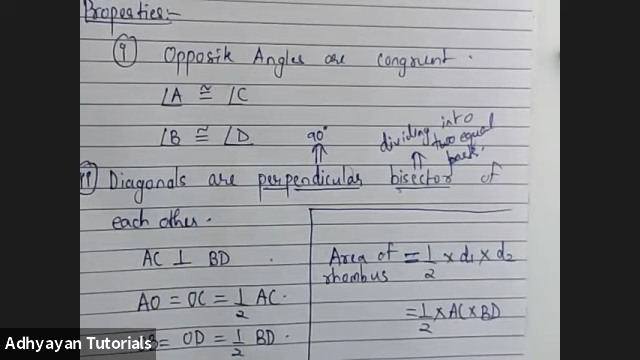 Properties:-
(i) Opposite Angles are congruent.
∠A ≅ ∠C
∠B ≅ ∠D
90°
dividing into
two equal
parts.
(ii) Diagonals are perpendicular bisector of
each other.
AC ⊥ BD
AO = OC = 1/2 AC.
= OD = 1/2 BD.
Area of rhombus = 1/2 × d1 × d2
= 1/2 × AC × BD
Adhyayan Tutorials